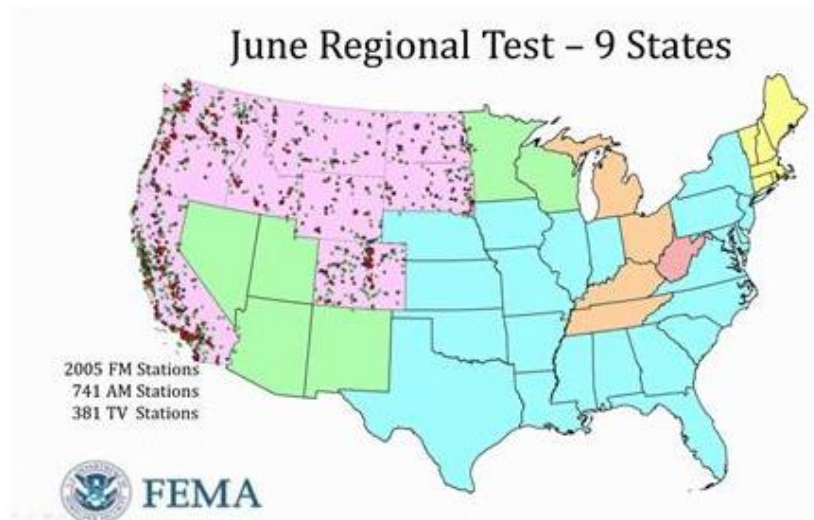 June Regional Test – 9 States
2005 FM Stations
741 AM Stations
381 TV Stations
FEMA